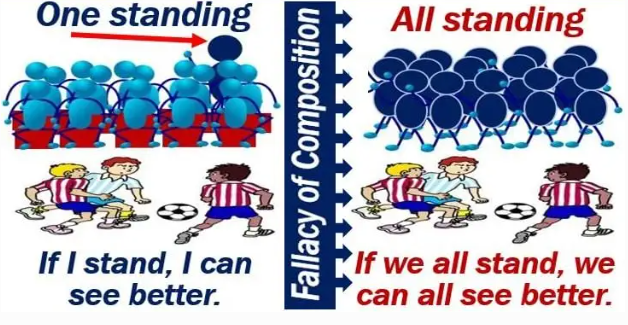 One standing
If I stand, I can
see better.
Fallacy of Composition
All standing
If we all stand, we
can all see better.